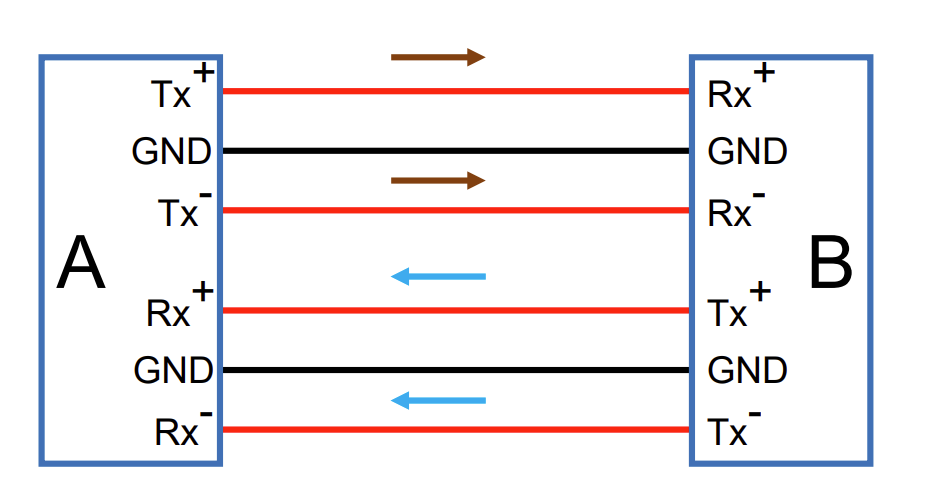 Tx+ Rx+
GND GND
Tx- Rx-
A B
Rx+ Tx+
GND GND
Rx- Tx-